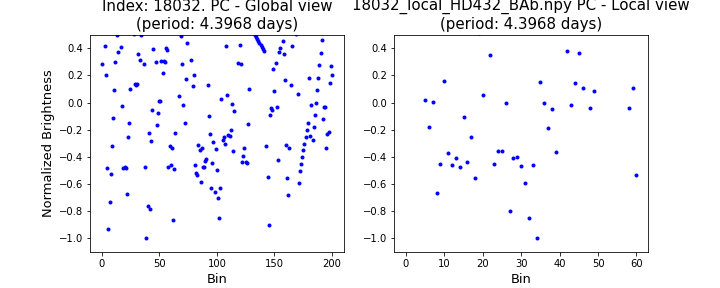 Index: 18032. PC - Global view
(period: 4.3968 days)
18032_local_HD432_BAb.npy PC - Local view
(period: 4.3968 days)
Normalized Brightness
0.4
0.2
0.0
−0.2
−0.4
−0.6
−0.8
−1.0
0 50 100 150 200
Bin
0.4
0.2
0.0
−0.2
−0.4
−0.6
−0.8
−1.0
0 10 20 30 40 50 60
Bin